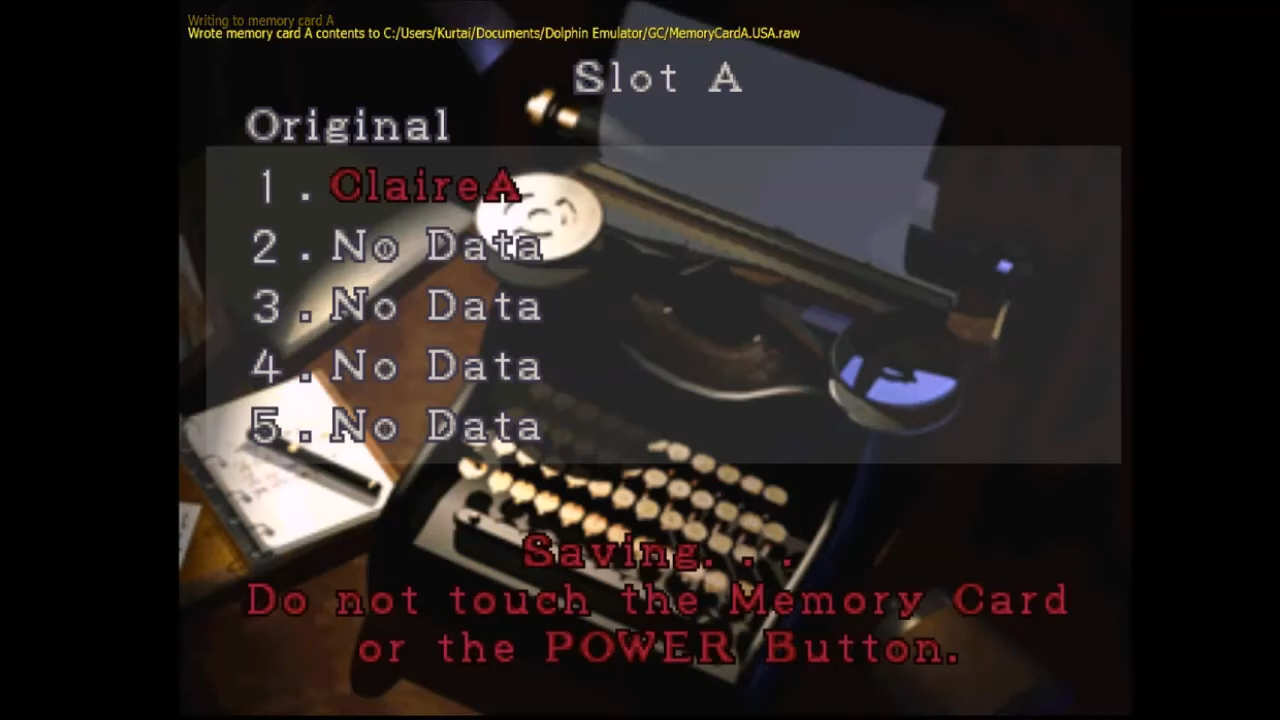 Writing to memory card A
Wrote memory card A contents to C:/Users/Kurtai/Documents/Dolphin Emulator/GC/MemoryCardA.USA.raw
Slot A
Original
1 . ClaireA
2 . No Data
3 . No Data
4 . No Data
5 . No Data
Saving. . .
Do not touch the Memory Card
or the POWER Button.